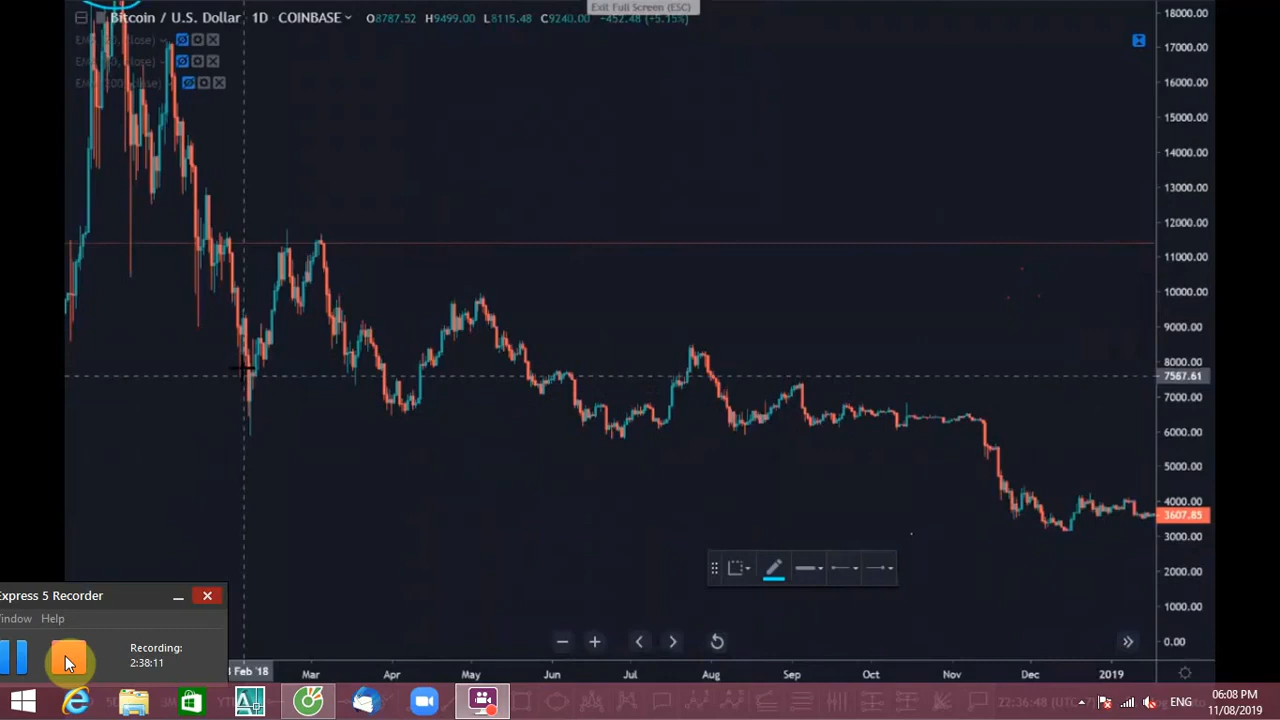 Exit Full Screen (ESC)
Bitcoin / U.S. Dollar 1D COINBASE O8787.52 H9499.00 L8115.48 C9240.00 -452.48 (+5.15%)
18000.00
17000.00
16000.00
15000.00
14000.00
13000.00
12000.00
11000.00
10000.00
9000.00
8000.00
7587.61
7000.00
6000.00
5000.00
4000.00
3607.85
3000.00
2000.00
1000.00
0.00
Express 5 Recorder
Help
Recording:
2:38:11
Feb '18 Mar Apr May Jun Jul Aug Sep Oct Nov Dec 2019
ENG
06:08 PM
11/08/2019